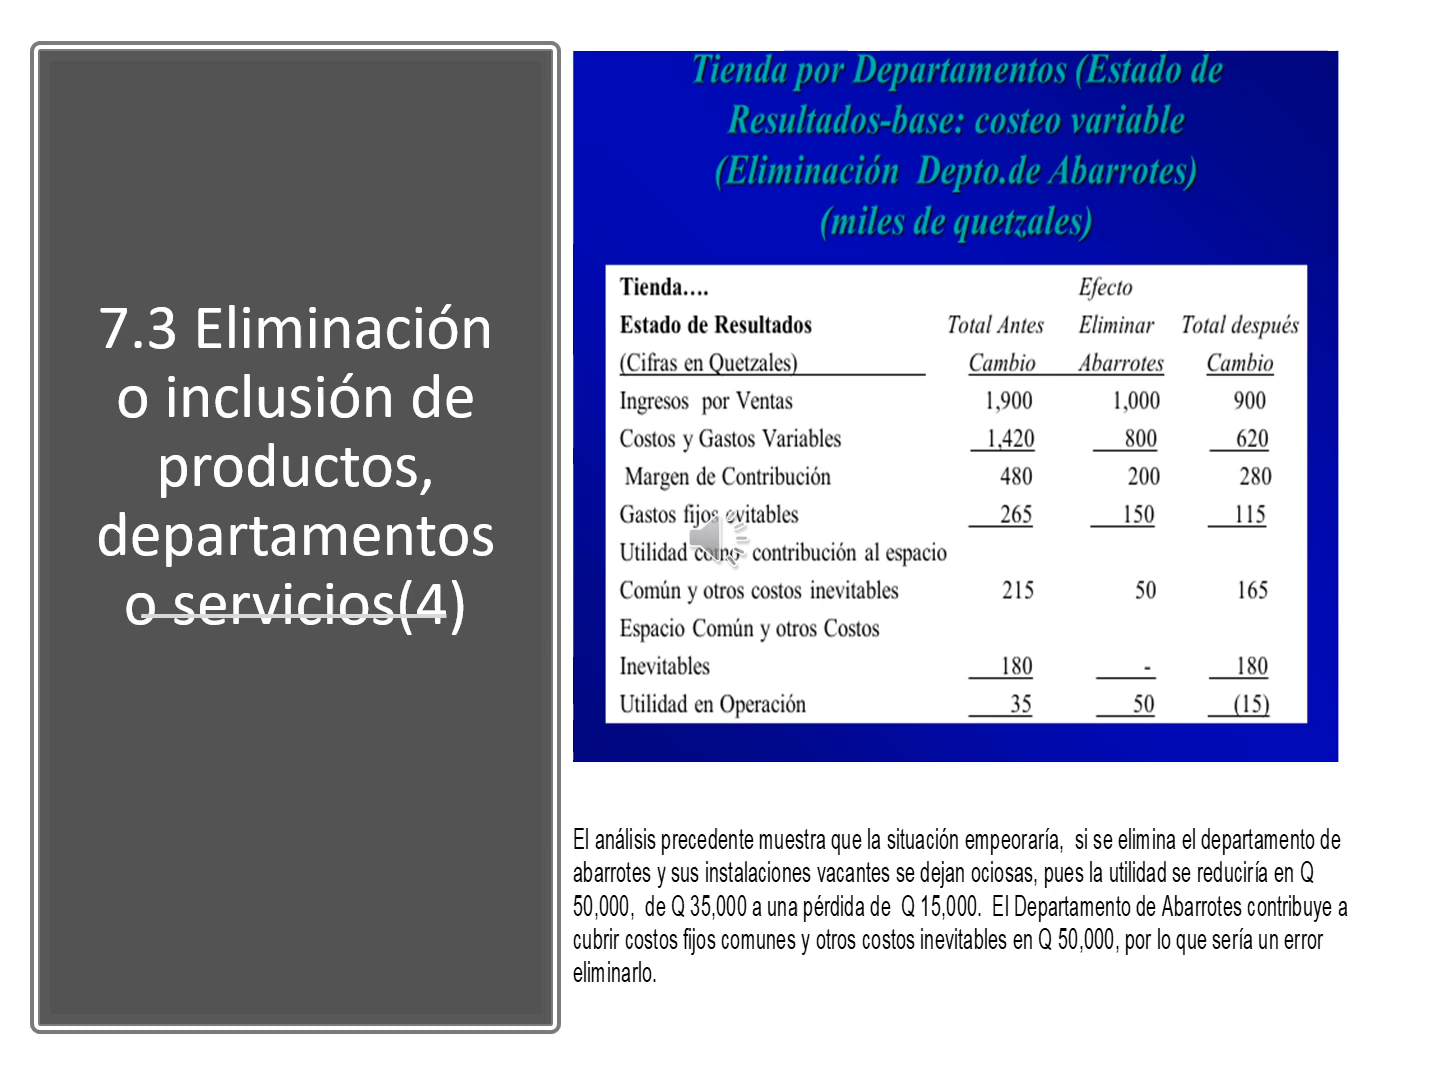 7.3 Eliminación
o inclusión de
productos,
departamentos
o servicios(4)
Tienda por Departamentos (Estado de
Resultados-base: costeo variable
(Eliminación Depto.de Abarrotes)
(miles de quetzales)
Tienda…. Efecto
Estado de Resultados Total Antes Eliminar Total después
(Cifras en Quetzales) Cambio Abarrotes Cambio
Ingresos por Ventas 1,900 1,000 900
Costos y Gastos Variables 1,420 800 620
Margen de Contribución 480 200 280
Gastos fijos evitables 265 150 115
Utilidad como contribución al espacio
Común y otros costos inevitables 215 50 165
Espacio Común y otros Costos
Inevitables 180 - 180
Utilidad en Operación 35 50 (15)
El análisis precedente muestra que la situación empeoraría, si se elimina el departamento de
abarrotes y sus instalaciones vacantes se dejan ociosas, pues la utilidad se reduciría en Q
50,000, de Q 35,000 a una pérdida de Q 15,000. El Departamento de Abarrotes contribuye a
cubrir costos fijos comunes y otros costos inevitables en Q 50,000, por lo que sería un error
eliminarlo.